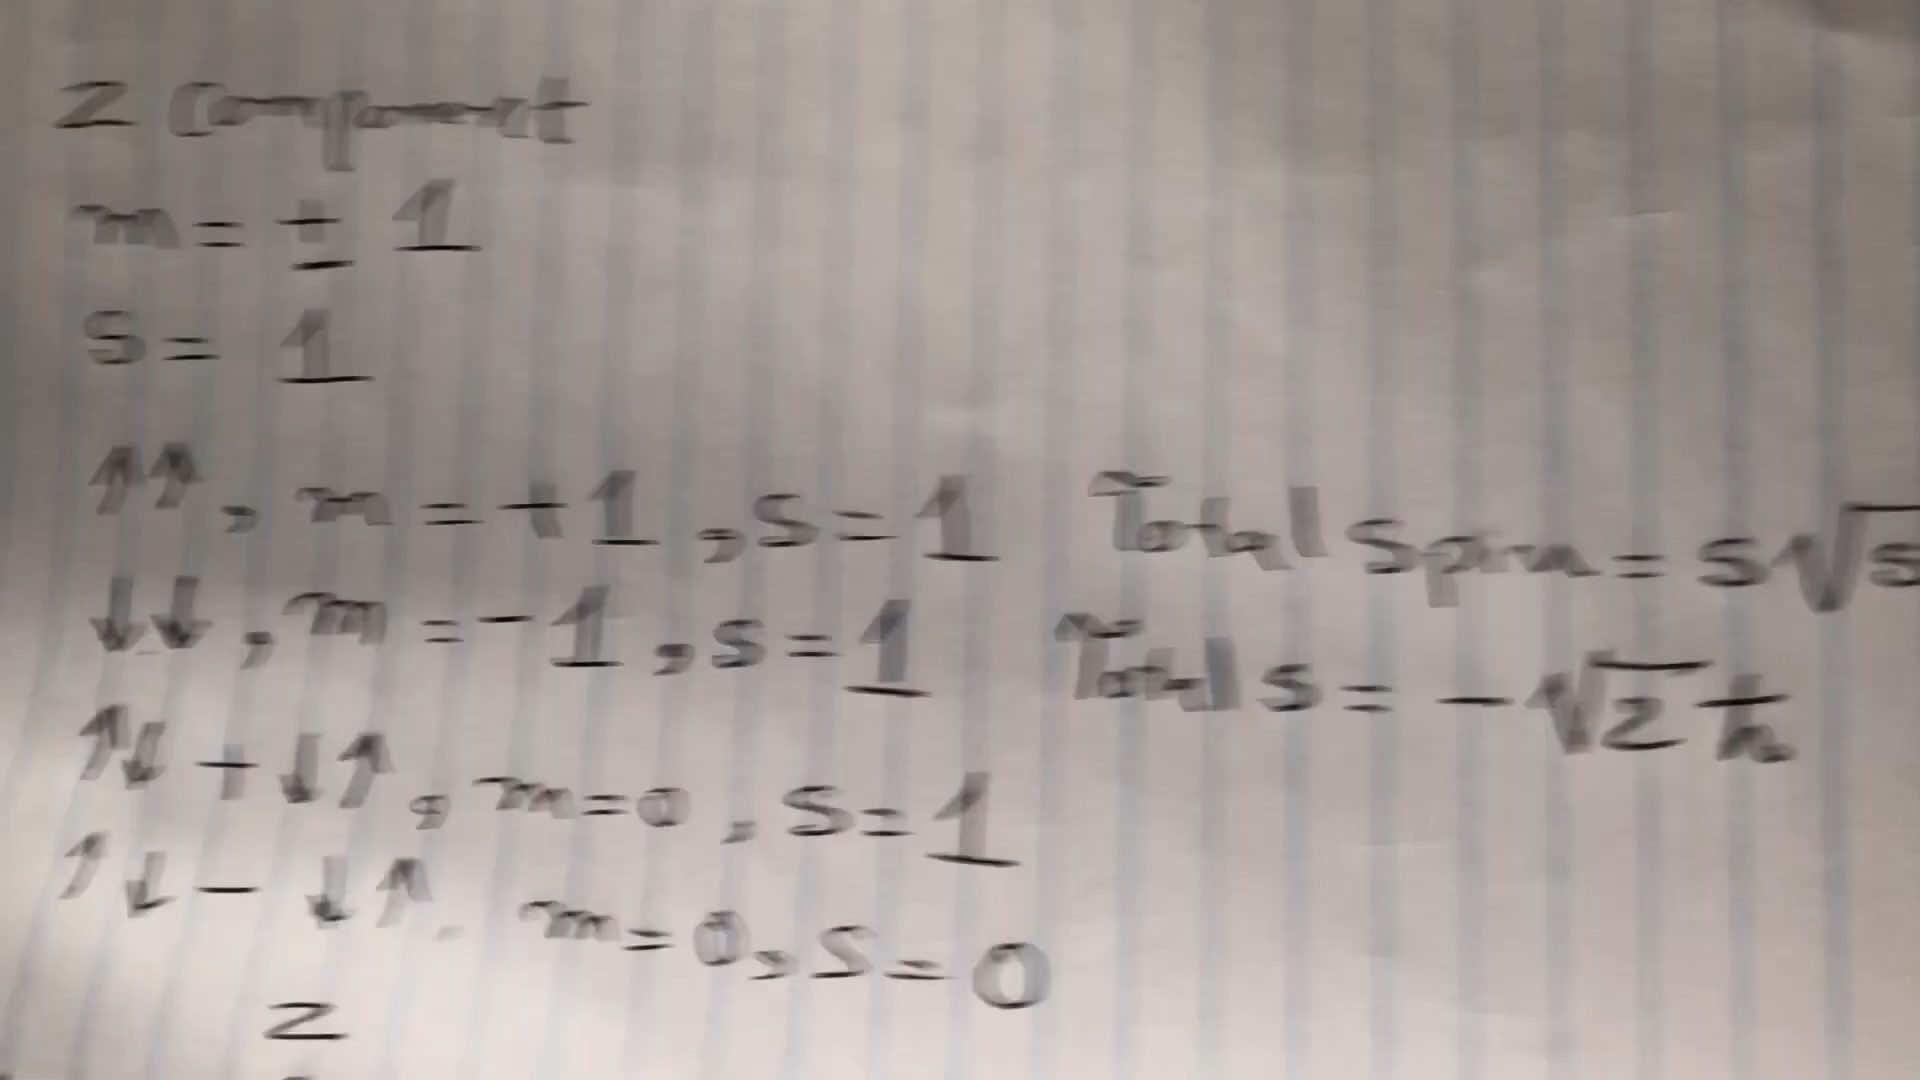 Z Component
m = ± 1
S = 1
↑↑, m = +1, S = 1 Total Spin = S√S
↓↓, m = -1, S = 1 Total S = -√2 ħ
↑↓ + ↓↑, m = 0, S = 1
↑↓ - ↓↑. m = 0, S = 0
Z